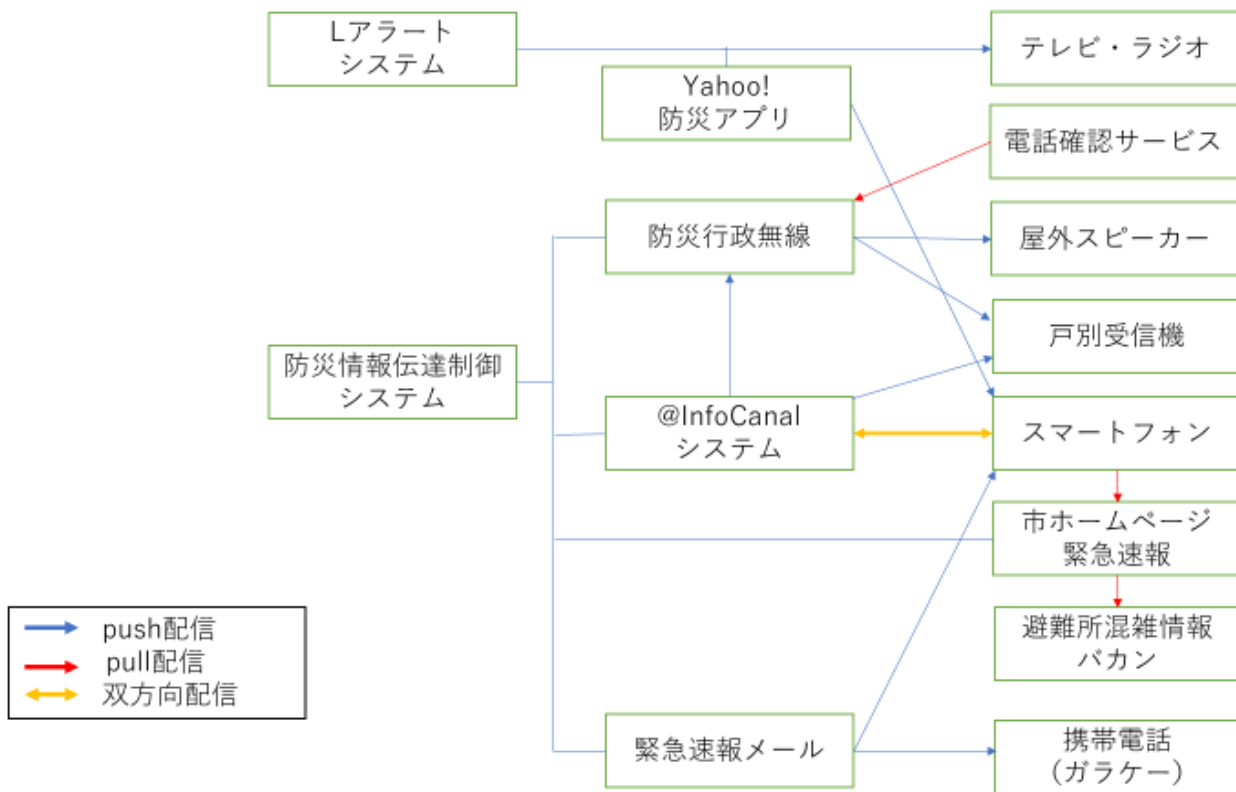 Lアラート
システム
テレビ・ラジオ
Yahoo!
防災アプリ
電話確認サービス
防災行政無線
屋外スピーカー
戸別受信機
防災情報伝達制御
システム
@InfoCanal
システム
スマートフォン
市ホームページ
緊急速報
避難所混雑情報
バカン
緊急速報メール
携帯電話
(ガラケー)
push配信
pull配信
双方向配信